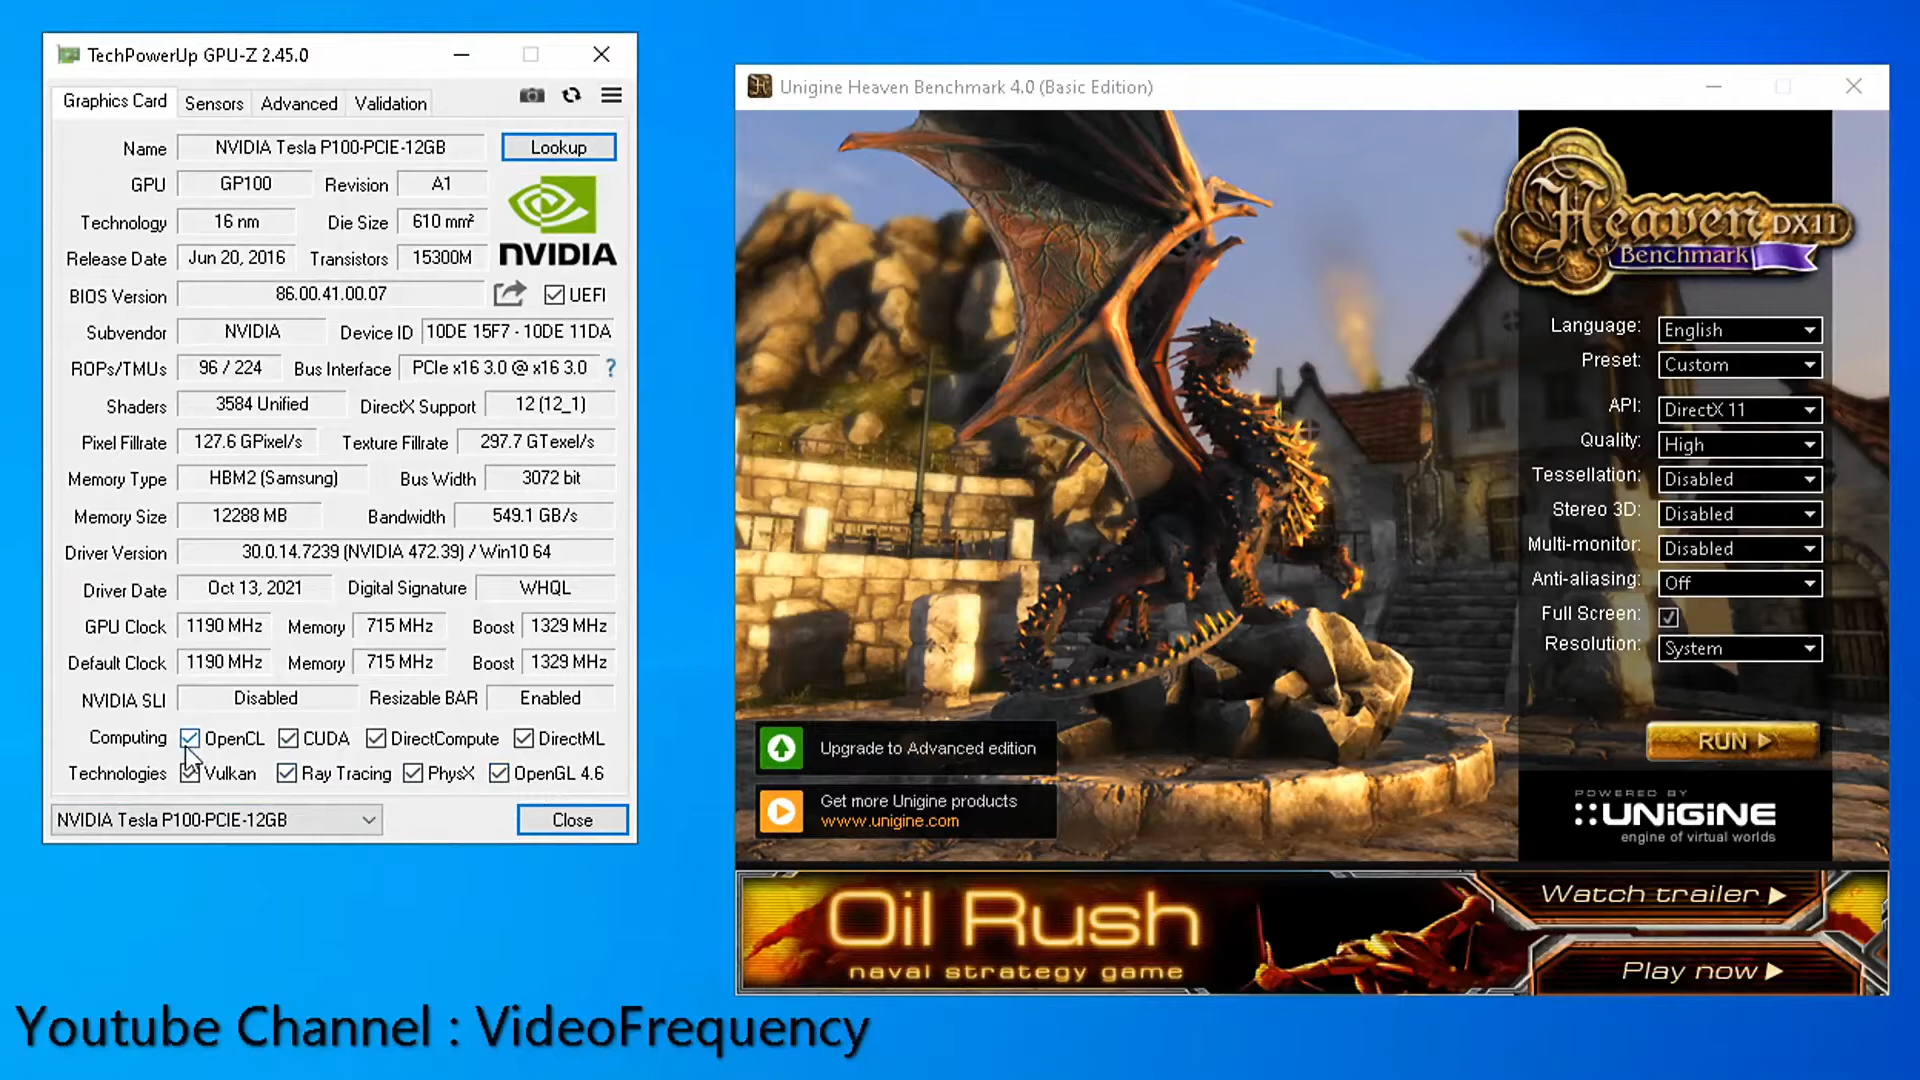 TechPowerUp GPU-Z 2.45.0
Graphics Card Sensors Advanced Validation
Name NVIDIA Tesla P100-PCIE-12GB Lookup
GPU GP100 Revision A1
Technology 16 nm Die Size 610 mm²
NVIDIA
Release Date Jun 20, 2016 Transistors 15300M
BIOS Version 86.00.41.00.07 UEFI
Subvendor NVIDIA Device ID 10DE 15F7 - 10DE 11DA
ROPs/TMUs 96 / 224 Bus Interface PCIe x16 3.0 @ x16 3.0 ?
Shaders 3584 Unified DirectX Support 12 (12_1)
Pixel Fillrate 127.6 GPixel/s Texture Fillrate 297.7 GTexel/s
Memory Type HBM2 (Samsung) Bus Width 3072 bit
Memory Size 12288 MB Bandwidth 549.1 GB/s
Driver Version 30.0.14.7239 (NVIDIA 472.39) / Win10 64
Driver Date Oct 13, 2021 Digital Signature WHQL
GPU Clock 1190 MHz Memory 715 MHz Boost 1329 MHz
Default Clock 1190 MHz Memory 715 MHz Boost 1329 MHz
NVIDIA SLI Disabled Resizable BAR Enabled
Computing OpenCL CUDA DirectCompute DirectML
Technologies Vulkan Ray Tracing PhysX OpenGL 4.6
NVIDIA Tesla P100-PCIE-12GB Close
Unigine Heaven Benchmark 4.0 (Basic Edition)
Heaven DX11
Benchmark
Language: English
Preset: Custom
API: DirectX 11
Quality: High
Tessellation: Disabled
Stereo 3D: Disabled
Multi-monitor: Disabled
Anti-aliasing: Off
Full Screen:
Resolution: System
RUN
Upgrade to Advanced edition
Get more Unigine products
www.unigine.com
POWERED BY
UNiGiNE
engine of virtual worlds
Oil Rush
naval strategy game
Watch trailer
Play now
Youtube Channel : VideoFrequency